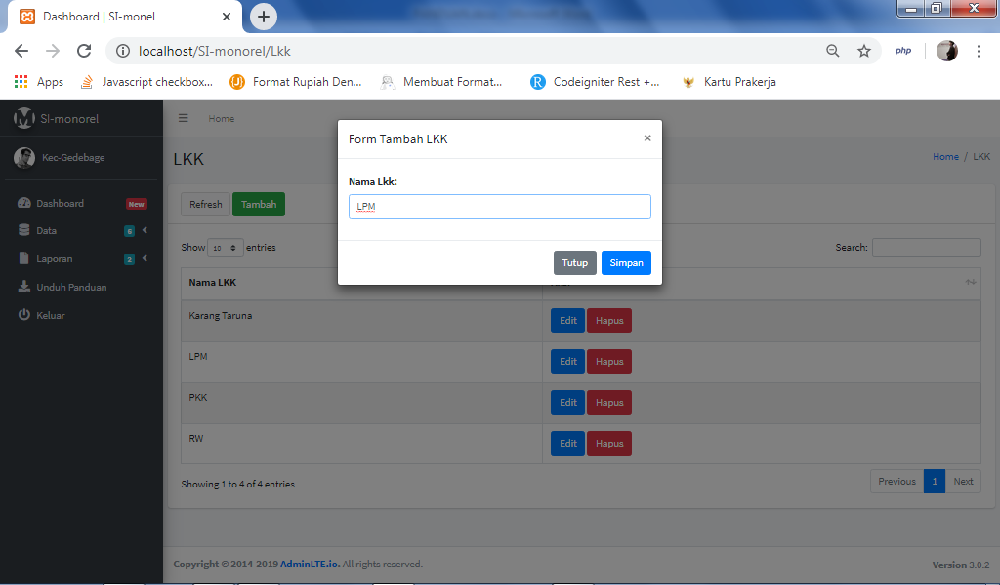 Dashboard | SI-monel
localhost/SI-monorel/Lkk
php
Apps
Javascript checkbox...
Format Rupiah Den...
Membuat Format...
Codeigniter Rest +...
Kartu Prakerja
SI-monorel
Home
Kec-Gedebage
Dashboard New
Data 6
Laporan 2
Unduh Panduan
Keluar
LKK
Home / LKK
Refresh Tambah
Form Tambah LKK ×
Nama Lkk:
LPM
Tutup Simpan
Show 10 entries
Search:
Nama LKK
Karang Taruna Edit Hapus
LPM Edit Hapus
PKK Edit Hapus
RW Edit Hapus
Showing 1 to 4 of 4 entries
Previous 1 Next
Copyright © 2014-2019 AdminLTE.io. All rights reserved.
Version 3.0.2